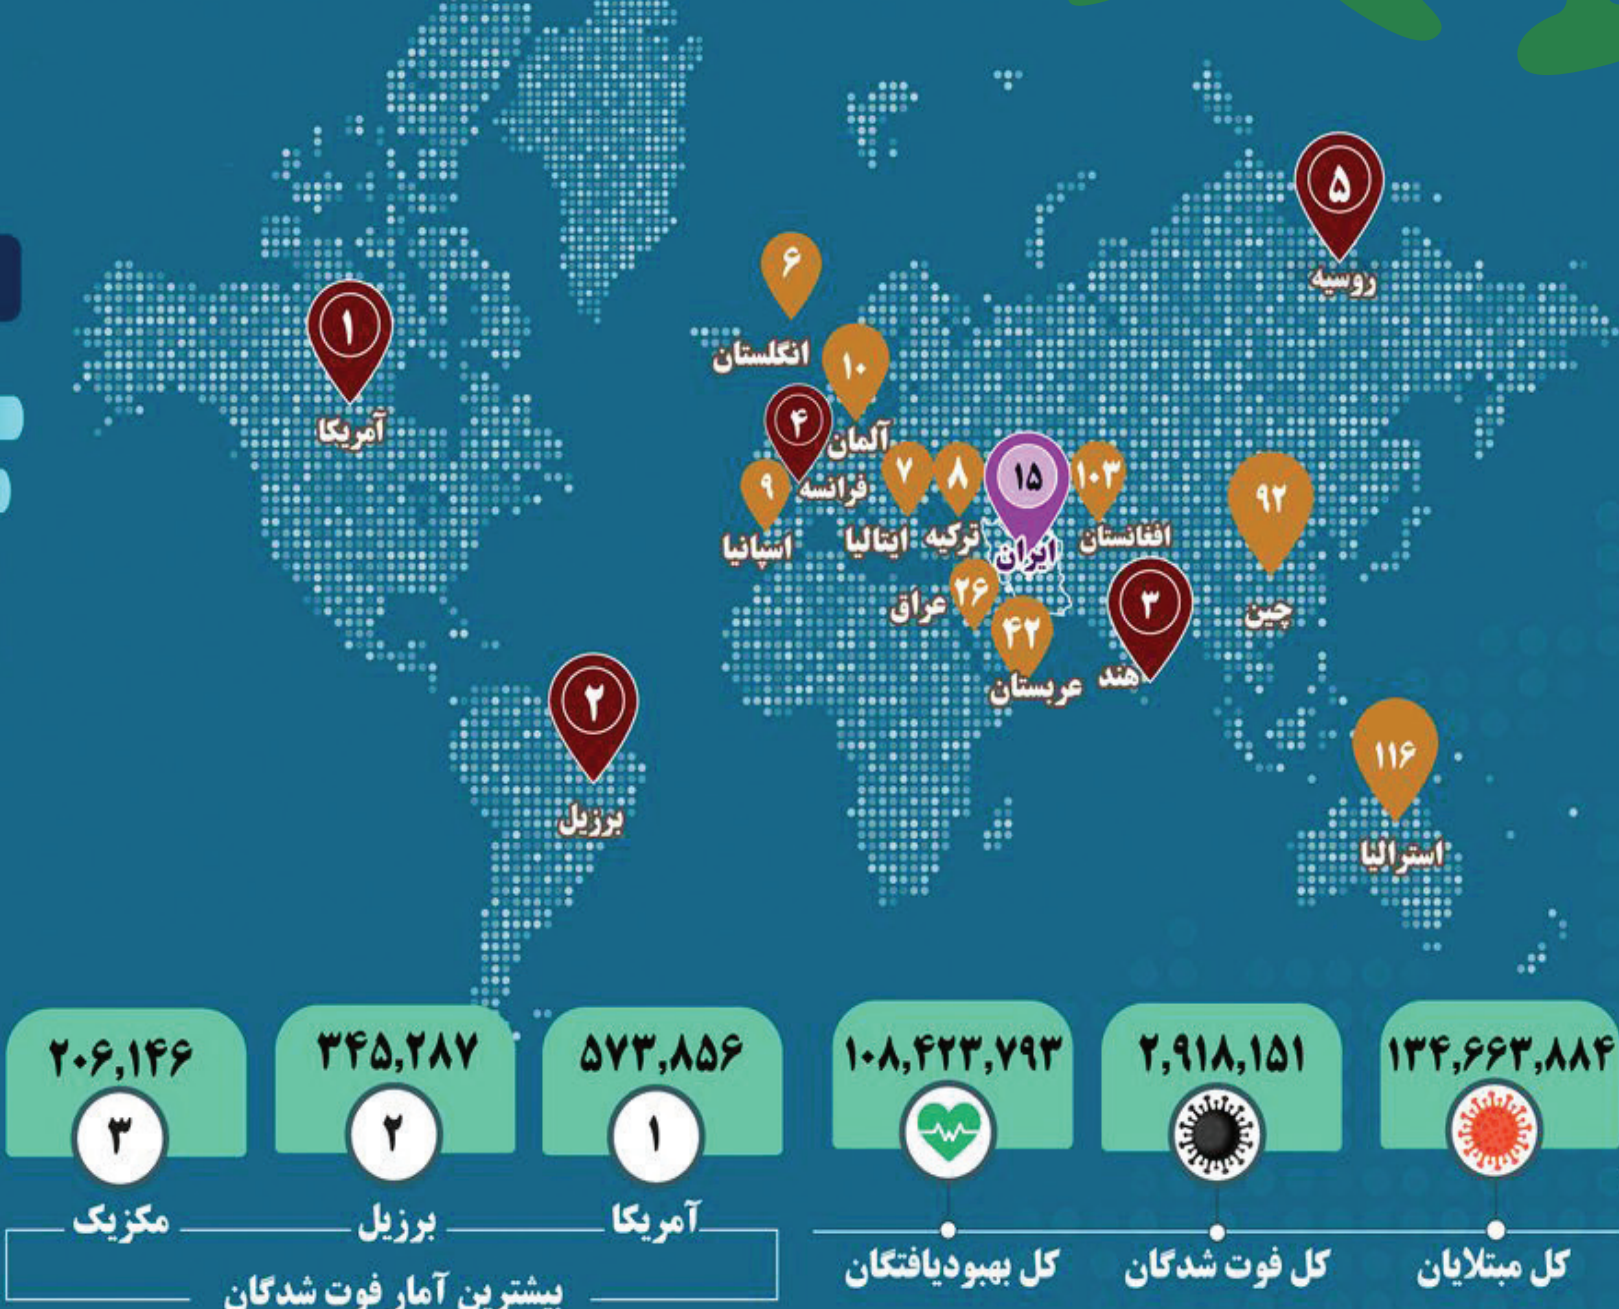 ۵
روسیه
۶
انگلستان
۱
آمریکا
۱۰
آلمان
۴
فرانسه
۹
اسپانیا
۷
ایتالیا
۸
ترکیه
۱۵
ایران
۱۰۳
افغانستان
۹۲
چین
۲۶
عراق
۴۲
عربستان
۳
هند
۲
برزیل
۱۱۶
استرالیا
۱۳۴,۶۶۳,۸۸۴
کل مبتلایان
۲,۹۱۸,۱۵۱
کل فوت شدگان
۱۰۸,۴۲۳,۷۹۳
کل بهبودیافتگان
۵۷۳,۸۵۶
۱
آمریکا
۳۴۵,۲۸۷
۲
برزیل
۲۰۶,۱۴۶
۳
مکزیک
بیشترین آمار فوت شدگان